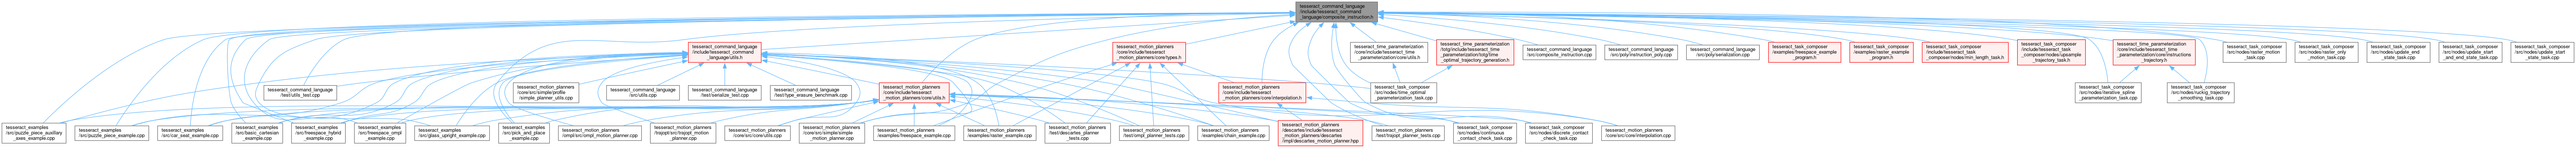 tesseract_command_language
/include/tesseract_command
_language/composite_instruction.h
tesseract_command_language
/include/tesseract_command
_language/utils.h
tesseract_motion_planners
/core/include/tesseract
_motion_planners/core/types.h
tesseract_time_parameterization
/core/include/tesseract_time
_parameterization/core/utils.h
tesseract_time_parameterization
/totg/include/tesseract_time
_parameterization/totg/time
_optimal_trajectory_generation.h
tesseract_command_language
/src/composite_instruction.cpp
tesseract_command_language
/src/poly/instruction_poly.cpp
tesseract_command_language
/src/poly/serialization.cpp
tesseract_task_composer
/examples/freespace_example
_program.h
tesseract_task_composer
/examples/raster_example
_program.h
tesseract_task_composer
/include/tesseract_task
_composer/nodes/min_length_task.h
tesseract_task_composer
/include/tesseract_task
_composer/nodes/upsample
_trajectory_task.h
tesseract_time_parameterization
/core/include/tesseract_time
_parameterization/core/instructions
_trajectory.h
tesseract_task_composer
/src/nodes/raster_motion
_task.cpp
tesseract_task_composer
/src/nodes/raster_only
_motion_task.cpp
tesseract_task_composer
/src/nodes/update_end
_state_task.cpp
tesseract_task_composer
/src/nodes/update_start
_and_end_state_task.cpp
tesseract_task_composer
/src/nodes/update_start
_state_task.cpp
tesseract_command_language
/test/utils_test.cpp
tesseract_motion_planners
/core/src/simple/profile
/simple_planner_utils.cpp
tesseract_command_language
/src/utils.cpp
tesseract_command_language
/test/serialize_test.cpp
tesseract_command_language
/test/type_erasure_benchmark.cpp
tesseract_motion_planners
/core/include/tesseract
_motion_planners/core/utils.h
tesseract_motion_planners
/core/include/tesseract
_motion_planners/core/interpolation.h
tesseract_task_composer
/src/nodes/time_optimal
_parameterization_task.cpp
tesseract_task_composer
/src/nodes/iterative_spline
_parameterization_task.cpp
tesseract_task_composer
/src/nodes/ruckig_trajectory
_smoothing_task.cpp
tesseract_examples
/src/puzzle_piece_auxillary
_axes_example.cpp
tesseract_examples
/src/puzzle_piece_example.cpp
tesseract_examples
/src/car_seat_example.cpp
tesseract_examples
/src/basic_cartesian
_example.cpp
tesseract_examples
/src/freespace_hybrid
_example.cpp
tesseract_examples
/src/freespace_ompl
_example.cpp
tesseract_examples
/src/glass_upright_example.cpp
tesseract_examples
/src/pick_and_place
_example.cpp
tesseract_motion_planners
/ompl/src/ompl_motion_planner.cpp
tesseract_motion_planners
/trajopt/src/trajopt_motion
_planner.cpp
tesseract_motion_planners
/core/src/core/utils.cpp
tesseract_motion_planners
/core/src/simple/simple
_motion_planner.cpp
tesseract_motion_planners
/examples/freespace_example.cpp
tesseract_motion_planners
/examples/raster_example.cpp
tesseract_motion_planners
/test/descartes_planner
_tests.cpp
tesseract_motion_planners
/test/ompl_planner_tests.cpp
tesseract_motion_planners
/examples/chain_example.cpp
tesseract_motion_planners
/descartes/include/tesseract
_motion_planners/descartes
/impl/descartes_motion_planner.hpp
tesseract_motion_planners
/test/trajopt_planner_tests.cpp
tesseract_task_composer
/src/nodes/continuous
_contact_check_task.cpp
tesseract_task_composer
/src/nodes/discrete_contact
_check_task.cpp
tesseract_motion_planners
/core/src/core/interpolation.cpp